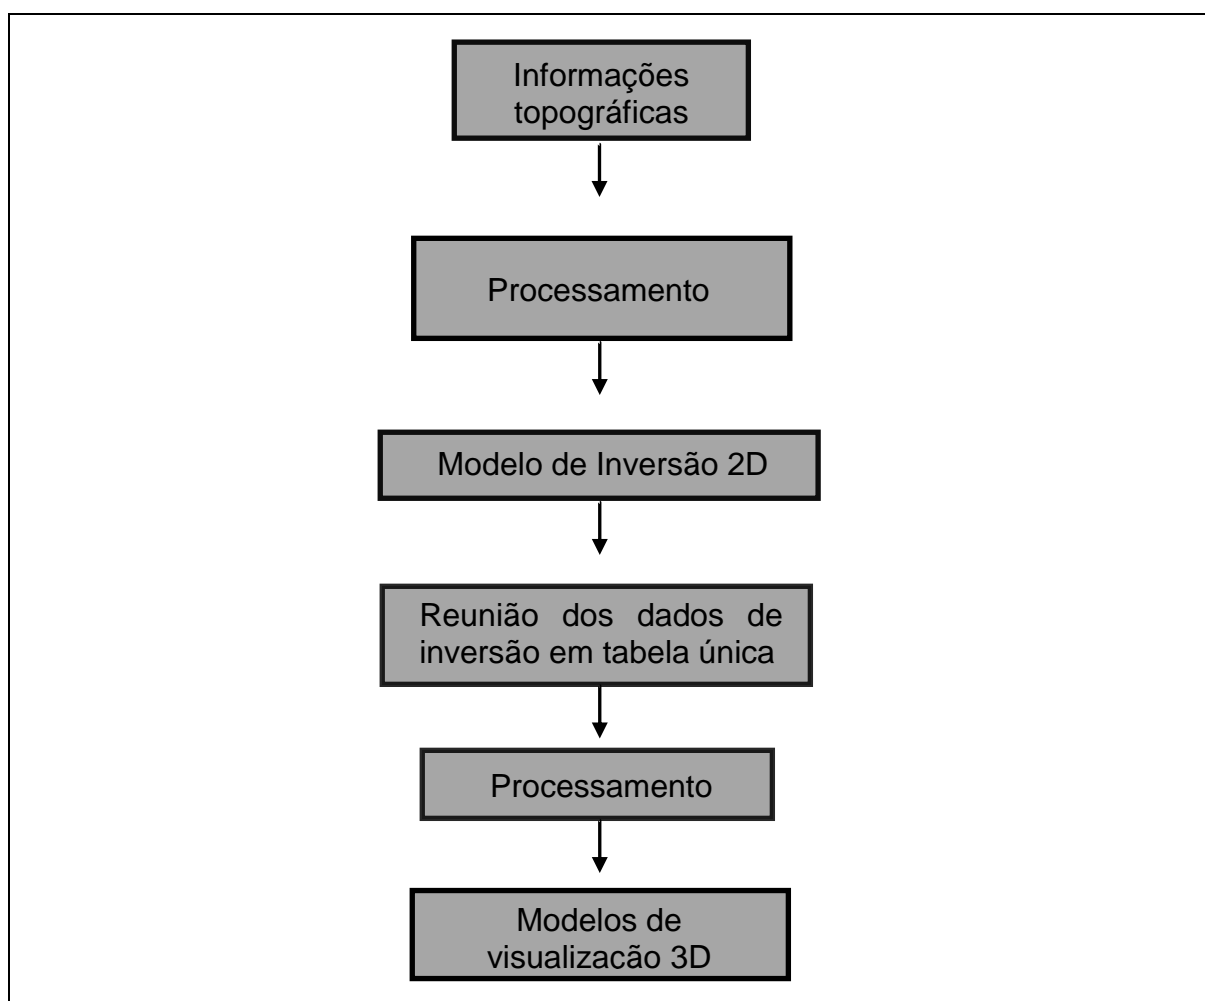 Informações
topográficas
Processamento
Modelo de Inversão 2D
Reunião dos dados de
inversão em tabela única
Processamento
Modelos de
visualizacão 3D